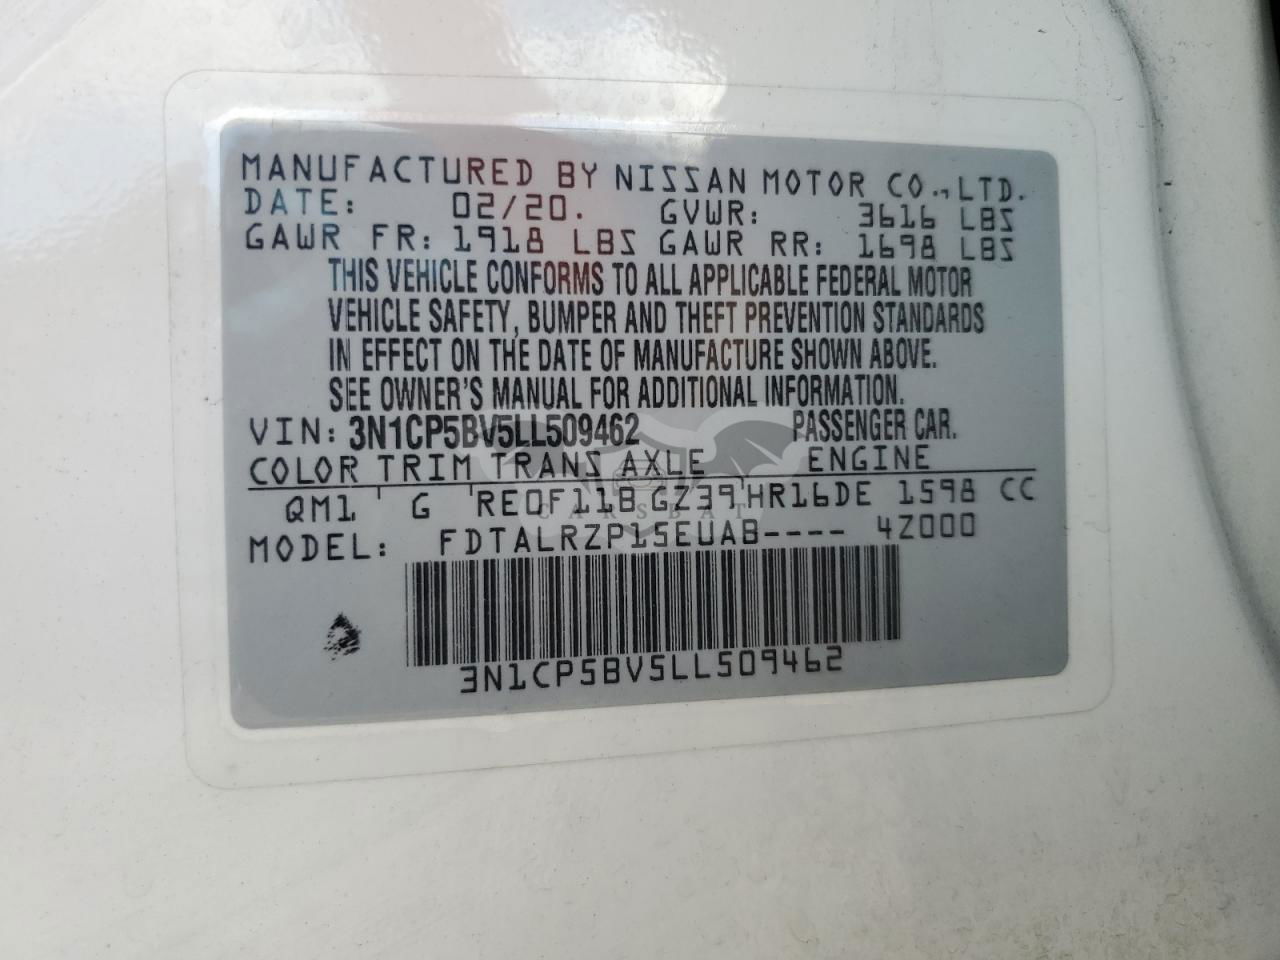 MANUFACTURED BY NISSAN MOTOR CO., LTD.
DATE: 02/20. GVWR: 3616 LBS
GAWR FR: 1918 LBS GAWR RR: 1698 LBS
THIS VEHICLE CONFORMS TO ALL APPLICABLE FEDERAL MOTOR
VEHICLE SAFETY, BUMPER AND THEFT PREVENTION STANDARDS
IN EFFECT ON THE DATE OF MANUFACTURE SHOWN ABOVE.
SEE OWNER'S MANUAL FOR ADDITIONAL INFORMATION.
VIN: 3N1CP5BV5LL509462 PASSENGER CAR.
COLOR TRIM TRANS AXLE ENGINE
QM1 G RE0F11B GZ39 HR16DE 1598 CC
CARSBAT
MODEL: FDTALRZP15EUAB---- 4Z000
3N1CP5BV5LL509462